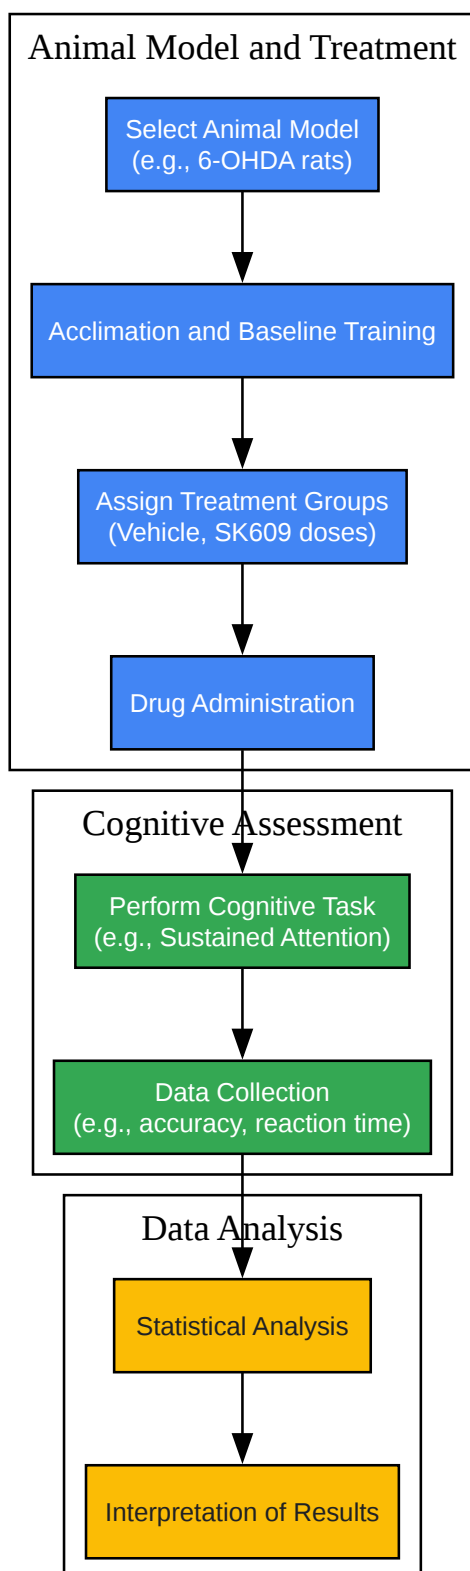 Animal Model and Treatment
Select Animal Model
(e.g., 6-OHDA rats)
Acclimation and Baseline Training
Assign Treatment Groups
(Vehicle, SK609 doses)
Drug Administration
Cognitive Assessment
Perform Cognitive Task
(e.g., Sustained Attention)
Data Collection
(e.g., accuracy, reaction time)
Data Analysis
Statistical Analysis
Interpretation of Results